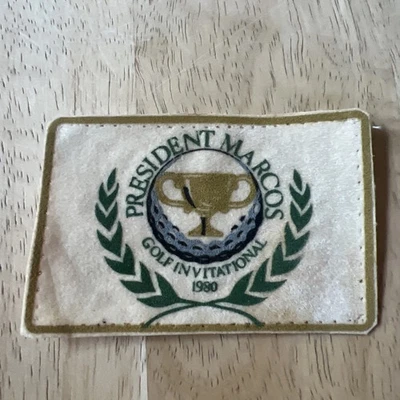 PRESIDENT MARCOS
GOLF INVITATIONAL
1980